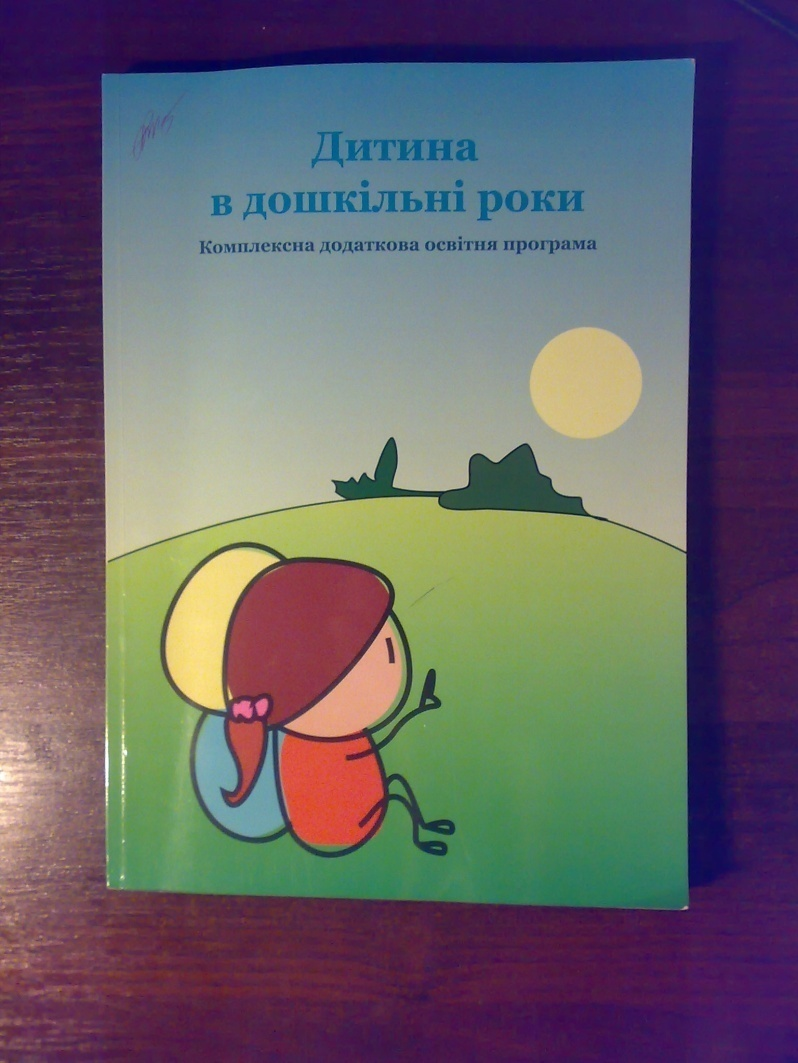 Дитина
в дошкільні роки
Комплексна додаткова освітня програма